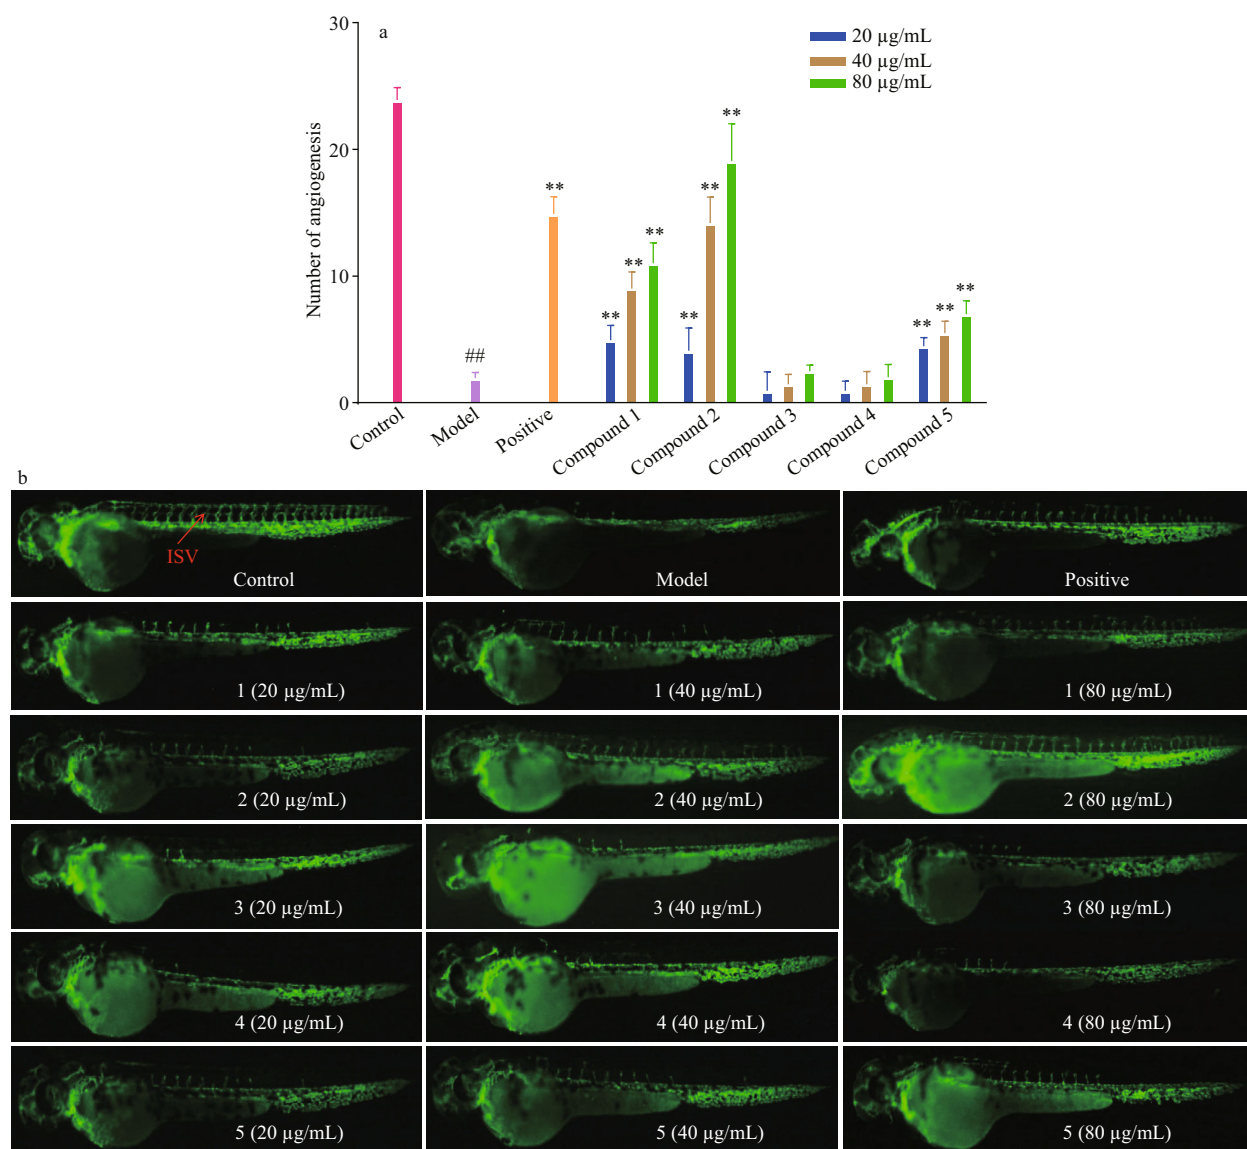 a
20 µg/mL
40 µg/mL
80 µg/mL
Number of angiogenesis
30
20
10
0
**
**
**
**
**
**
**
**
**
**
##
Control
Model
Positive
Compound 1
Compound 2
Compound 3
Compound 4
Compound 5
b
ISV
Control
Model
Positive
1 (20 µg/mL)
1 (40 µg/mL)
1 (80 µg/mL)
2 (20 µg/mL)
2 (40 µg/mL)
2 (80 µg/mL)
3 (20 µg/mL)
3 (40 µg/mL)
3 (80 µg/mL)
4 (20 µg/mL)
4 (40 µg/mL)
4 (80 µg/mL)
5 (20 µg/mL)
5 (40 µg/mL)
5 (80 µg/mL)